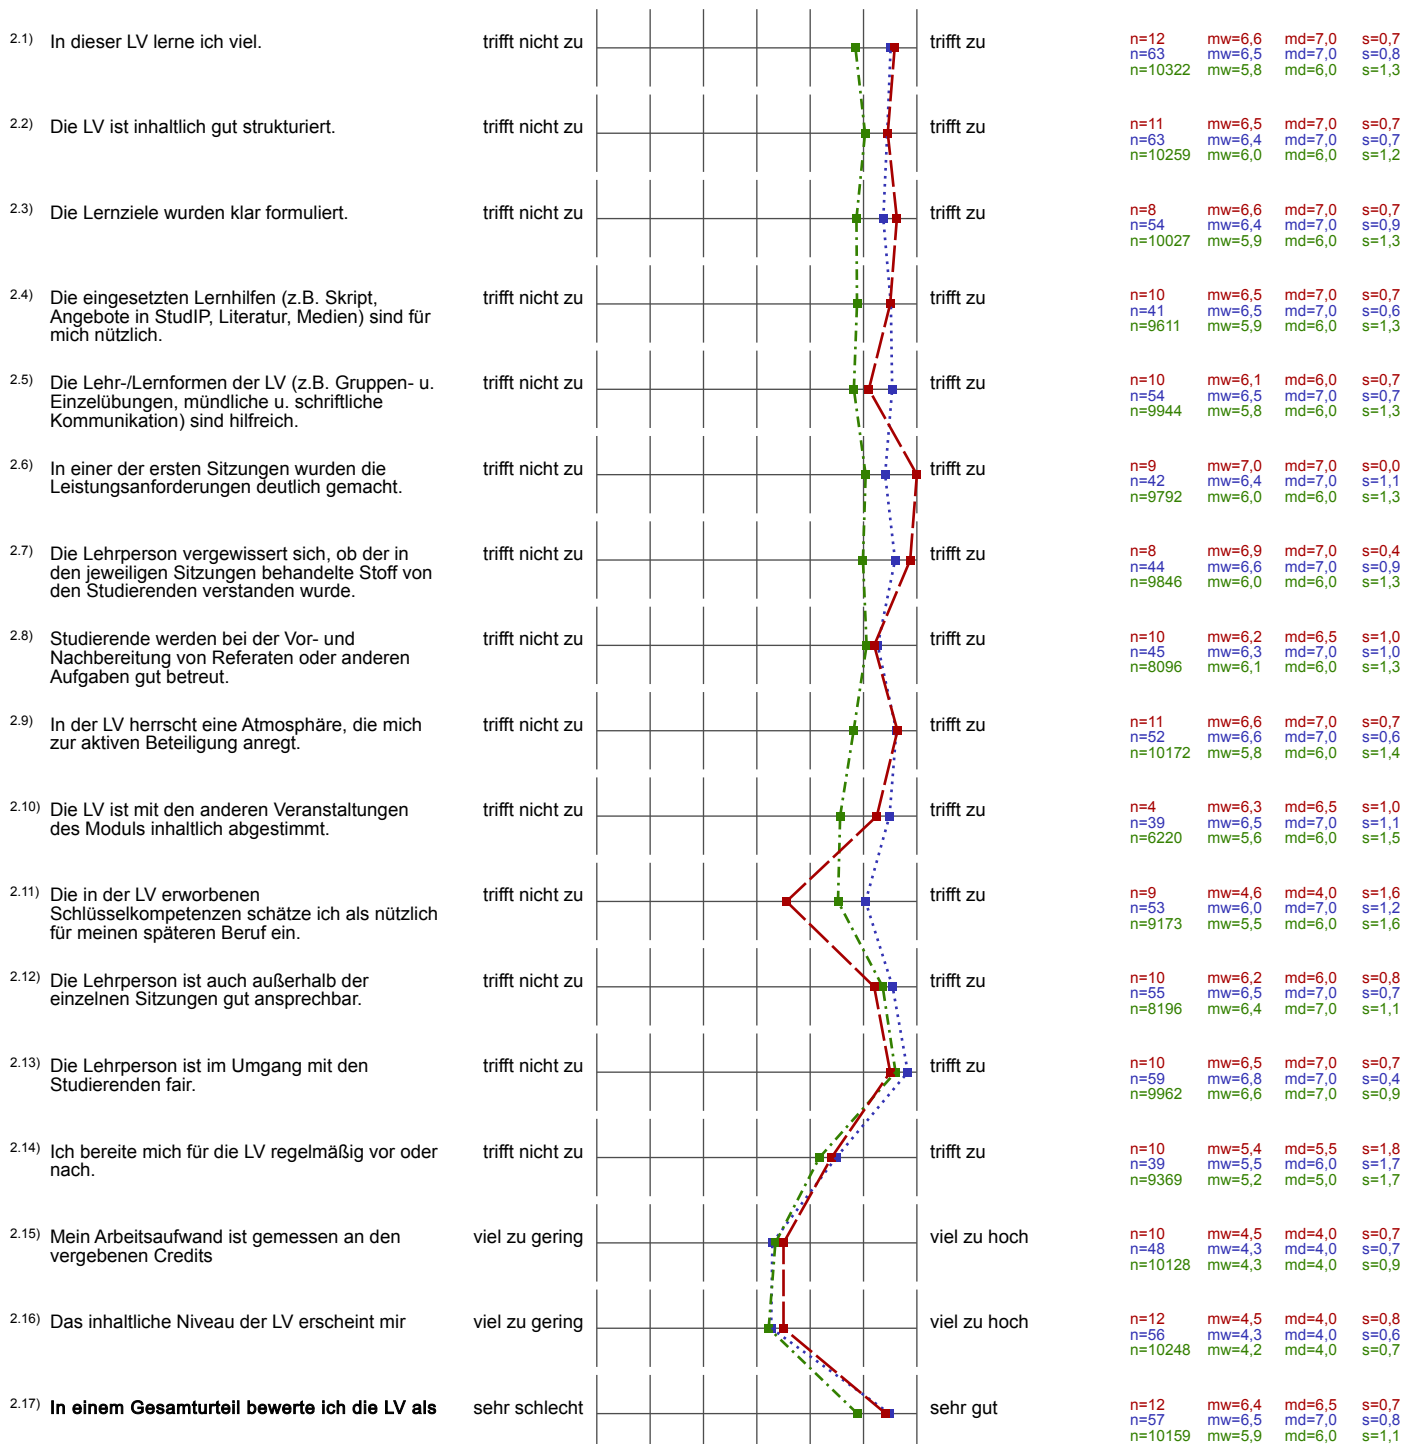 2.1) In dieser LV lerne ich viel. trifft nicht zu trifft zu n=12 mw=6,6 md=7,0 s=0,7
n=63 mw=6,5 md=7,0 s=0,8
n=10322 mw=5,8 md=6,0 s=1,3
2.2) Die LV ist inhaltlich gut strukturiert. trifft nicht zu trifft zu n=11 mw=6,5 md=7,0 s=0,7
n=63 mw=6,4 md=7,0 s=0,7
n=10259 mw=6,0 md=6,0 s=1,2
2.3) Die Lernziele wurden klar formuliert. trifft nicht zu trifft zu n=8 mw=6,6 md=7,0 s=0,7
n=54 mw=6,4 md=7,0 s=0,9
n=10027 mw=5,9 md=6,0 s=1,3
2.4) Die eingesetzten Lernhilfen (z.B. Skript, trifft nicht zu trifft zu n=10 mw=6,5 md=7,0 s=0,7
Angebote in StudIP, Literatur, Medien) sind für n=41 mw=6,5 md=7,0 s=0,6
mich nützlich. n=9611 mw=5,9 md=6,0 s=1,3
2.5) Die Lehr-/Lernformen der LV (z.B. Gruppen- u. trifft nicht zu trifft zu n=10 mw=6,1 md=6,0 s=0,7
Einzelübungen, mündliche u. schriftliche n=54 mw=6,5 md=7,0 s=0,7
Kommunikation) sind hilfreich. n=9944 mw=5,8 md=6,0 s=1,3
2.6) In einer der ersten Sitzungen wurden die trifft nicht zu trifft zu n=9 mw=7,0 md=7,0 s=0,0
Leistungsanforderungen deutlich gemacht. n=42 mw=6,4 md=7,0 s=1,1
n=9792 mw=6,0 md=6,0 s=1,3
2.7) Die Lehrperson vergewissert sich, ob der in trifft nicht zu trifft zu n=8 mw=6,9 md=7,0 s=0,4
den jeweiligen Sitzungen behandelte Stoff von n=44 mw=6,6 md=7,0 s=0,9
den Studierenden verstanden wurde. n=9846 mw=6,0 md=6,0 s=1,3
2.8) Studierende werden bei der Vor- und trifft nicht zu trifft zu n=10 mw=6,2 md=6,5 s=1,0
Nachbereitung von Referaten oder anderen n=45 mw=6,3 md=7,0 s=1,0
Aufgaben gut betreut. n=8096 mw=6,1 md=6,0 s=1,3
2.9) In der LV herrscht eine Atmosphäre, die mich trifft nicht zu trifft zu n=11 mw=6,6 md=7,0 s=0,7
zur aktiven Beteiligung anregt. n=52 mw=6,6 md=7,0 s=0,6
n=10172 mw=5,8 md=6,0 s=1,4
2.10) Die LV ist mit den anderen Veranstaltungen trifft nicht zu trifft zu n=4 mw=6,3 md=6,5 s=1,0
des Moduls inhaltlich abgestimmt. n=39 mw=6,5 md=7,0 s=1,1
n=6220 mw=5,6 md=6,0 s=1,5
2.11) Die in der LV erworbenen trifft nicht zu trifft zu n=9 mw=4,6 md=4,0 s=1,6
Schlüsselkompetenzen schätze ich als nützlich n=53 mw=6,0 md=7,0 s=1,2
für meinen späteren Beruf ein. n=9173 mw=5,5 md=6,0 s=1,6
2.12) Die Lehrperson ist auch außerhalb der trifft nicht zu trifft zu n=10 mw=6,2 md=6,0 s=0,8
einzelnen Sitzungen gut ansprechbar. n=55 mw=6,5 md=7,0 s=0,7
n=8196 mw=6,4 md=7,0 s=1,1
2.13) Die Lehrperson ist im Umgang mit den trifft nicht zu trifft zu n=10 mw=6,5 md=7,0 s=0,7
Studierenden fair. n=59 mw=6,8 md=7,0 s=0,4
n=9962 mw=6,6 md=7,0 s=0,9
2.14) Ich bereite mich für die LV regelmäßig vor oder trifft nicht zu trifft zu n=10 mw=5,4 md=5,5 s=1,8
nach. n=39 mw=5,5 md=6,0 s=1,7
n=9369 mw=5,2 md=5,0 s=1,7
2.15) Mein Arbeitsaufwand ist gemessen an den viel zu gering viel zu hoch n=10 mw=4,5 md=4,0 s=0,7
vergebenen Credits n=48 mw=4,3 md=4,0 s=0,7
n=10128 mw=4,3 md=4,0 s=0,9
2.16) Das inhaltliche Niveau der LV erscheint mir viel zu gering viel zu hoch n=12 mw=4,5 md=4,0 s=0,8
n=56 mw=4,3 md=4,0 s=0,6
n=10248 mw=4,2 md=4,0 s=0,7
2.17) In einem Gesamturteil bewerte ich die LV als sehr schlecht sehr gut n=12 mw=6,4 md=6,5 s=0,7
n=57 mw=6,5 md=7,0 s=0,8
n=10159 mw=5,9 md=6,0 s=1,1